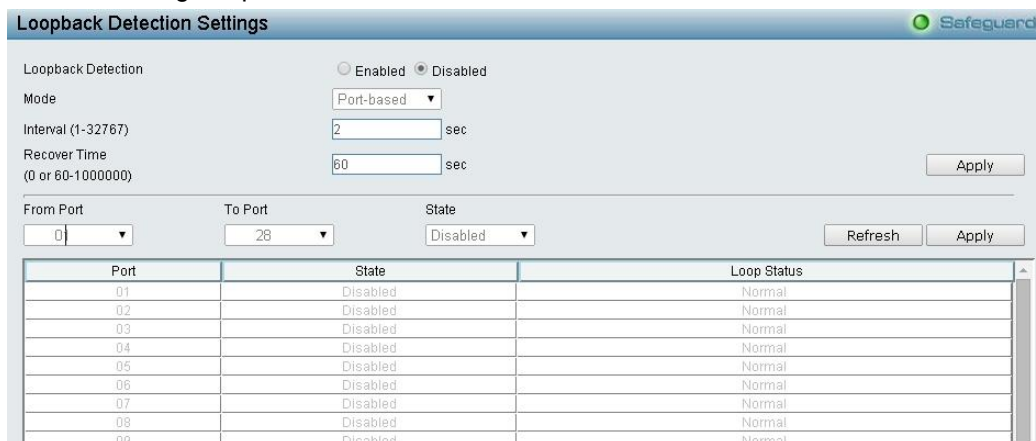 Loopback Detection Settings Safeguard
Loopback Detection Enabled Disabled
Mode Port-based
Interval (1-32767) 2 sec
Recover Time
(0 or 60-1000000) 60 sec Apply
From Port To Port State
01 28 Disabled Refresh Apply
Port State Loop Status
01 Disabled Normal
02 Disabled Normal
03 Disabled Normal
04 Disabled Normal
05 Disabled Normal
06 Disabled Normal
07 Disabled Normal
08 Disabled Normal
09 Disabled Normal